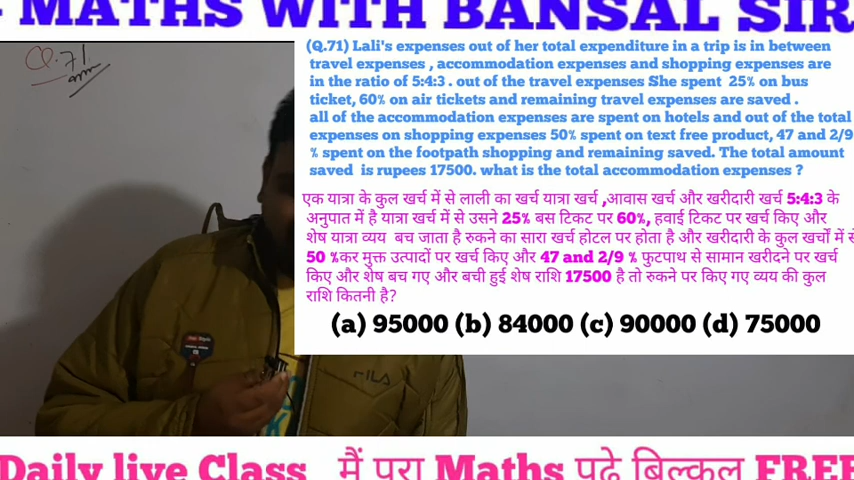 - MATHS WITH BANSAL SIR
Q.71
(Q.71) Lali's expenses out of her total expenditure in a trip is in between
travel expenses , accommodation expenses and shopping expenses are
in the ratio of 5:4:3 . out of the travel expenses She spent 25% on bus
ticket, 60% on air tickets and remaining travel expenses are saved .
all of the accommodation expenses are spent on hotels and out of the total
expenses on shopping expenses 50% spent on text free product, 47 and 2/9
% spent on the footpath shopping and remaining saved. The total amount
saved is rupees 17500. what is the total accommodation expenses ?
एक यात्रा के कुल खर्च में से लाली का खर्च यात्रा खर्च ,आवास खर्च और खरीदारी खर्च 5:4:3 के
अनुपात में है यात्रा खर्च में से उसने 25% बस टिकट पर 60%, हवाई टिकट पर खर्च किए और
शेष यात्रा व्यय बच जाता है रुकने का सारा खर्च होटल पर होता है और खरीदारी के कुल खर्चों में से
50 %कर मुक्त उत्पादों पर खर्च किए और 47 and 2/9 % फुटपाथ से सामान खरीदने पर खर्च
किए और शेष बच गए और बची हुई शेष राशि 17500 है तो रुकने पर किए गए व्यय की कुल
राशि कितनी है?
(a) 95000 (b) 84000 (c) 90000 (d) 75000
FILA
Daily live Class में पूरा Maths पढ़े बिल्कुल FREE